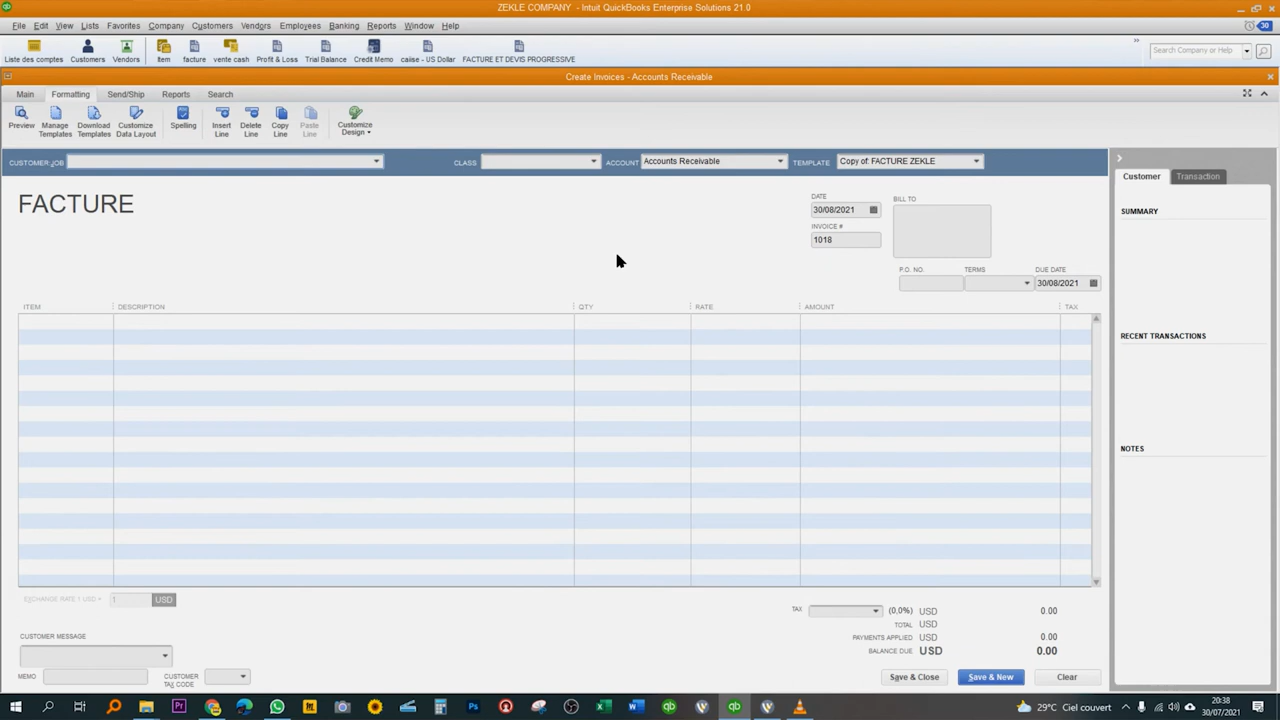 ZEKLE COMPANY - Intuit QuickBooks Enterprise Solutions 21.0
File Edit View Lists Favorites Company Customers Vendors Employees Banking Reports Window Help
30
Liste des comptes Customers Vendors Item facture vente cash Profit & Loss Trial Balance Credit Memo caiise - US Dollar FACTURE ET DEVIS PROGRESSIVE
Search Company or Help
Create Invoices - Accounts Receivable
Main Formatting Send/Ship Reports Search
Preview Manage Templates Download Templates Customize Data Layout Spelling Insert Line Delete Line Copy Line Paste Line Customize Design
CUSTOMER:JOB CLASS ACCOUNT Accounts Receivable TEMPLATE Copy of: FACTURE ZEKLE
Customer Transaction
FACTURE
DATE BILL TO
30/08/2021
INVOICE #
1018
P.O. NO. TERMS DUE DATE
30/08/2021
SUMMARY
RECENT TRANSACTIONS
NOTES
ITEM DESCRIPTION QTY RATE AMOUNT TAX
EXCHANGE RATE 1 USD = 1 USD
TAX (0,0%) USD 0.00
TOTAL USD
PAYMENTS APPLIED USD 0.00
BALANCE DUE USD 0.00
CUSTOMER MESSAGE
MEMO CUSTOMER TAX CODE
Save & Close Save & New Clear
29°C Ciel couvert
20:38
30/07/2021